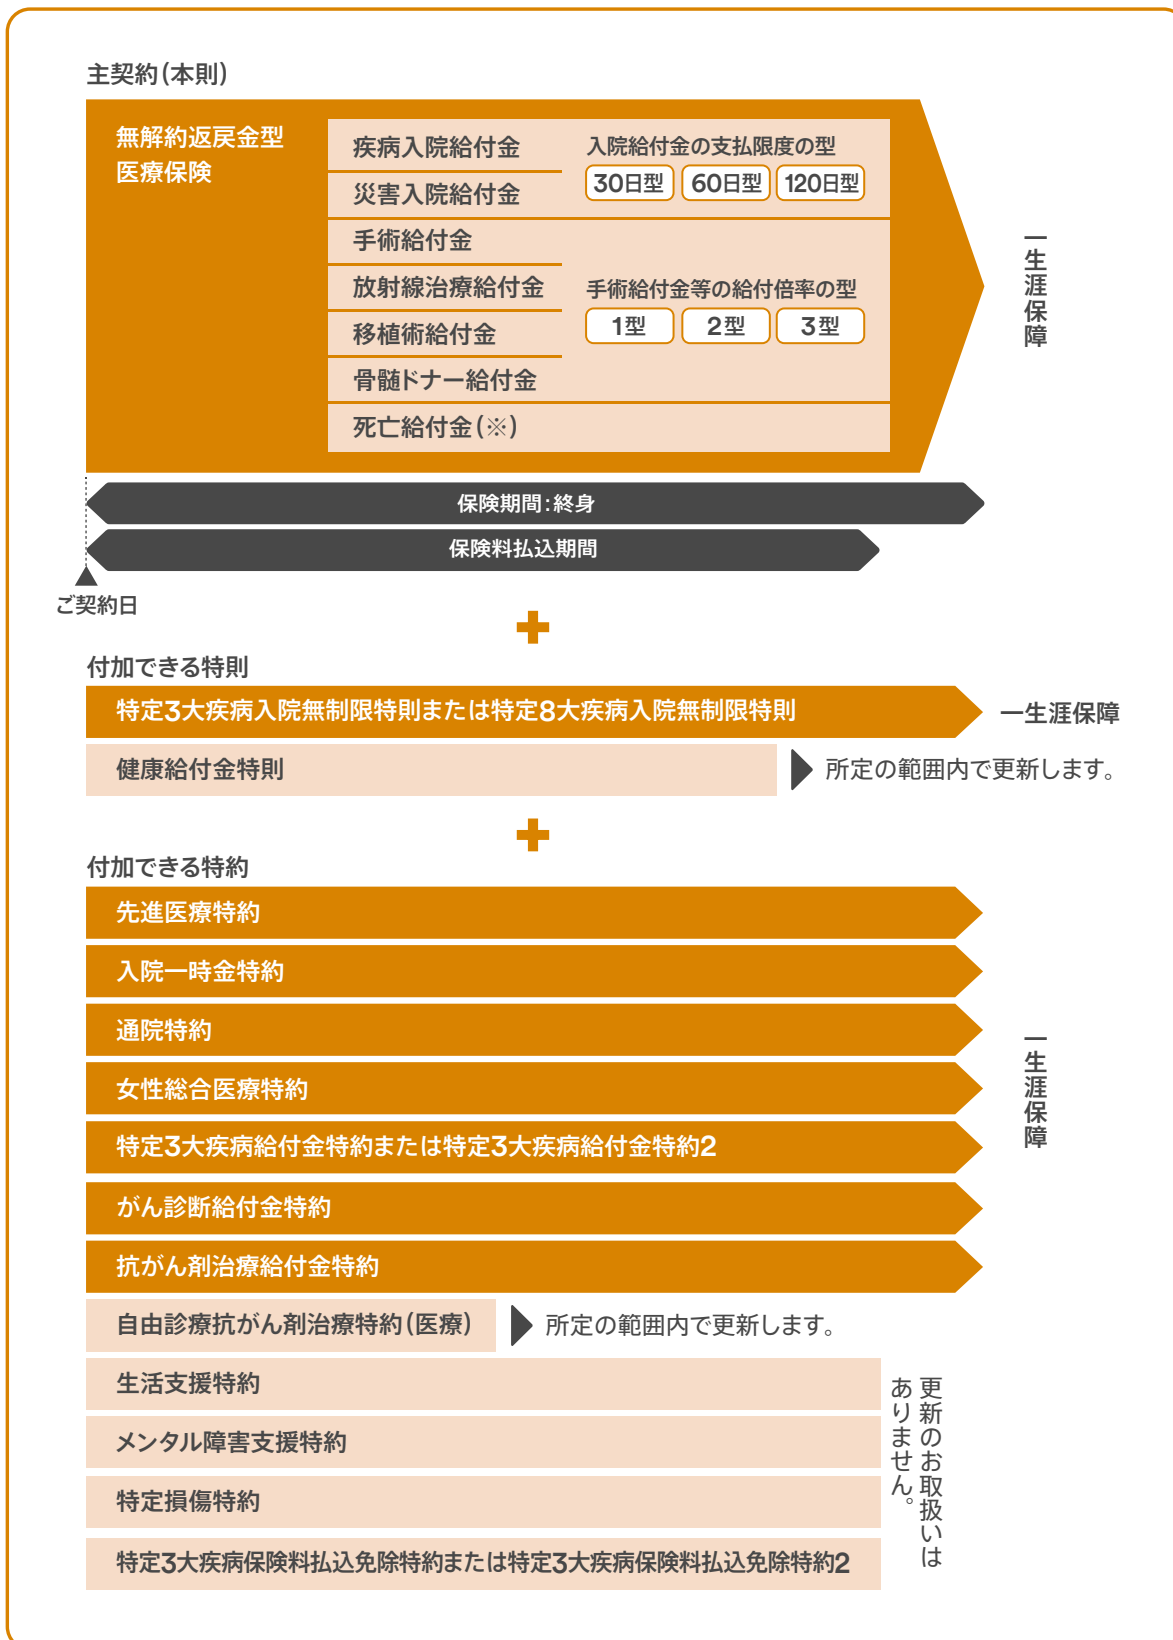 主契約(本則)
無解約返戻金型
医療保険
疾病入院給付金
災害入院給付金
入院給付金の支払限度の型
30日型 60日型 120日型
手術給付金
放射線治療給付金
移植術給付金
骨髄ドナー給付金
手術給付金等の給付倍率の型
1型 2型 3型
死亡給付金(※)
一生涯保障
保険期間:終身
保険料払込期間
ご契約日
付加できる特則
特定3大疾病入院無制限特則または特定8大疾病入院無制限特則
一生涯保障
健康給付金特則
所定の範囲内で更新します。
付加できる特約
先進医療特約
入院一時金特約
通院特約
女性総合医療特約
特定3大疾病給付金特約または特定3大疾病給付金特約2
がん診断給付金特約
抗がん剤治療給付金特約
一生涯保障
自由診療抗がん剤治療特約(医療)
所定の範囲内で更新します。
生活支援特約
メンタル障害支援特約
特定損傷特約
特定3大疾病保険料払込免除特約または特定3大疾病保険料払込免除特約2
更新のお取扱いは
ありません。